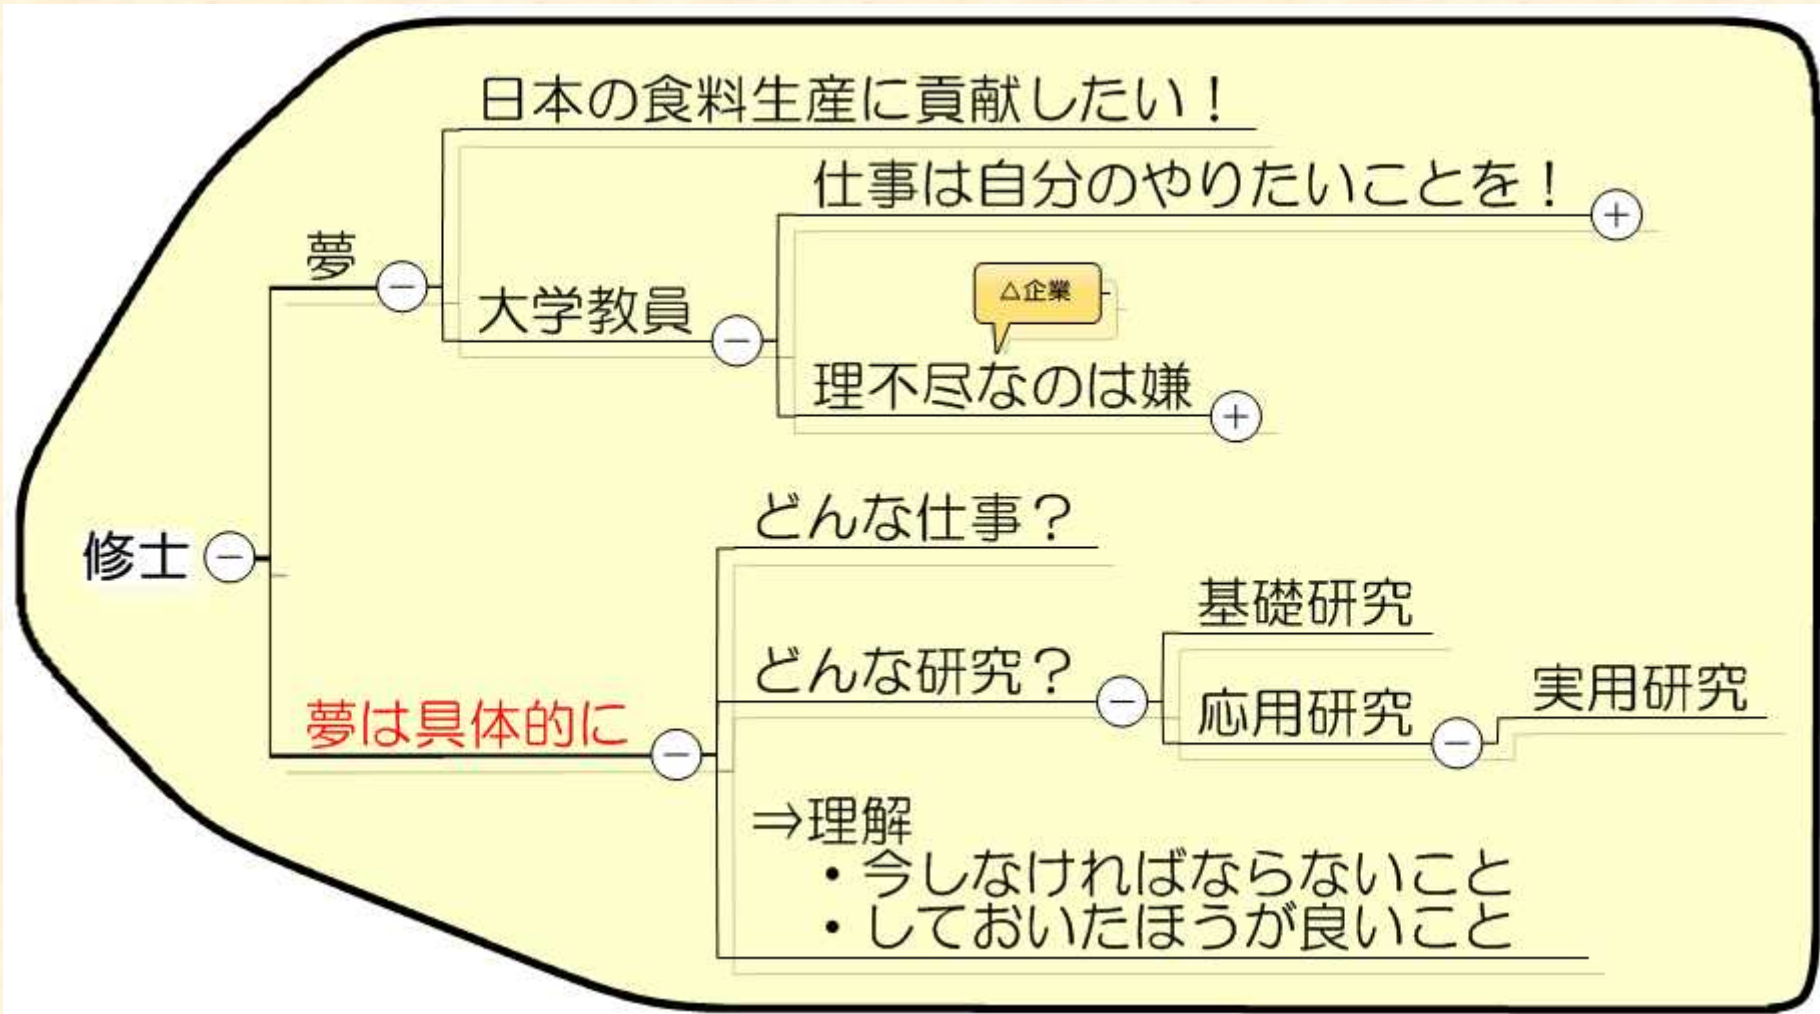 日本の食料生産に貢献したい！
仕事は自分のやりたいことを！
夢
△企業
大学教員
理不尽なのは嫌
どんな仕事？
修士
基礎研究
どんな研究？
実用研究
応用研究
夢は具体的に
⇒理解
・今しなければならないこと
・しておいたほうが良いこと